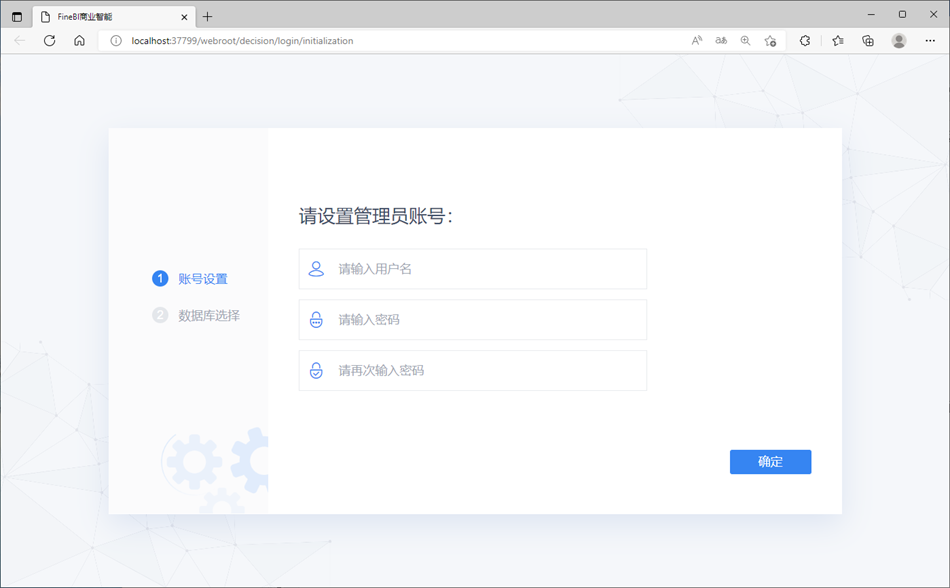 FineBI商业智能
localhost:37799/webroot/decision/login/initialization
请设置管理员账号：
1 账号设置
2 数据库选择
请输入用户名
请输入密码
请再次输入密码
确定